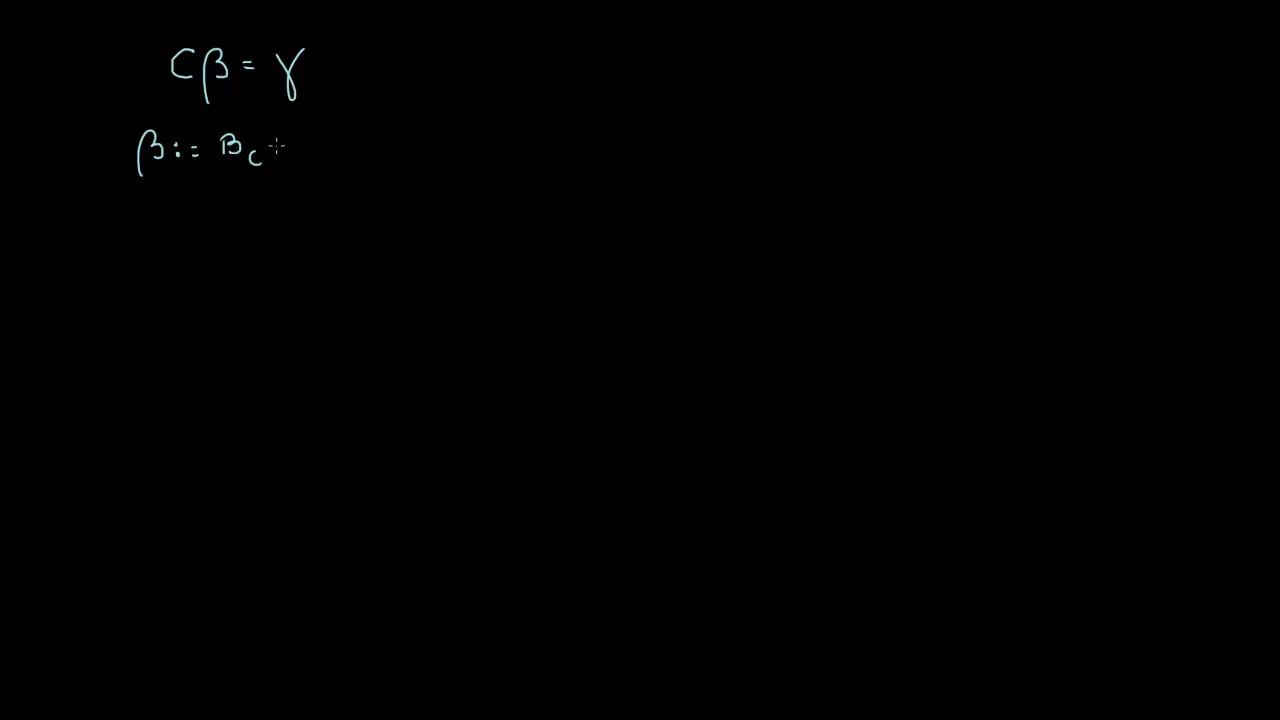 Cβ = γ
β := B_C